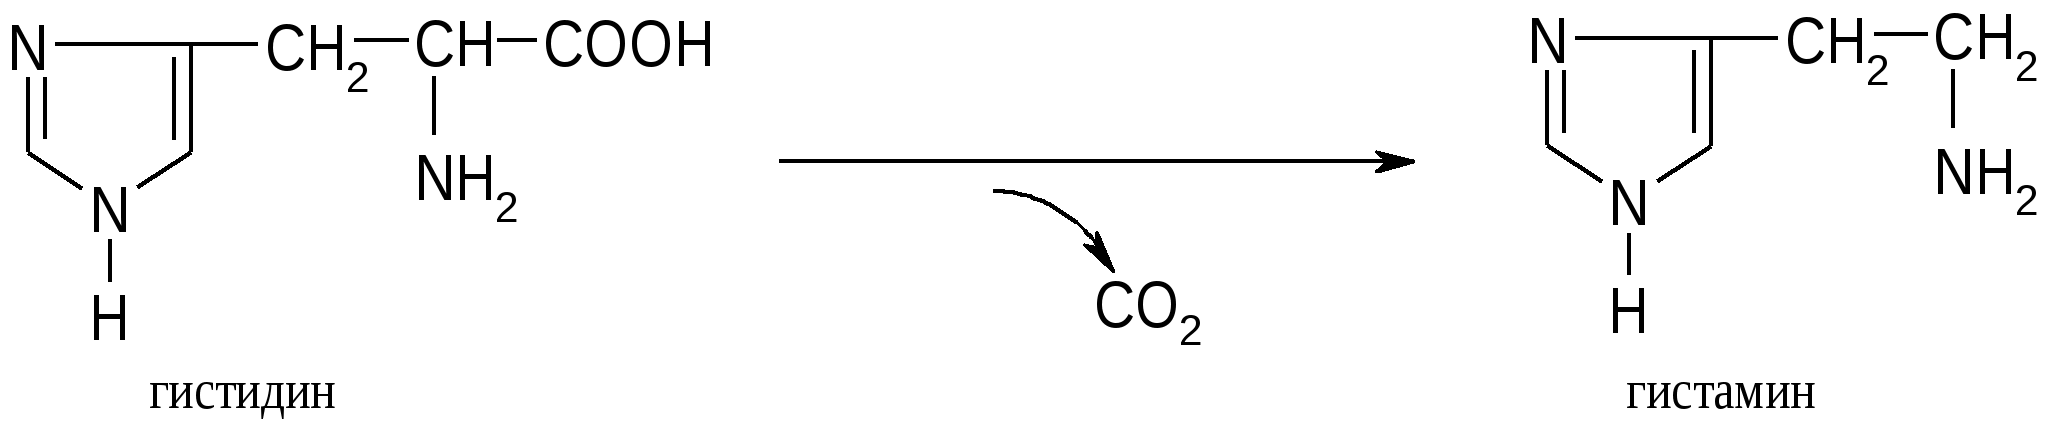 N CH2 CH COOH N CH2 CH2
NH2 NH2
N N
H CO2 H
гистидин гистамин